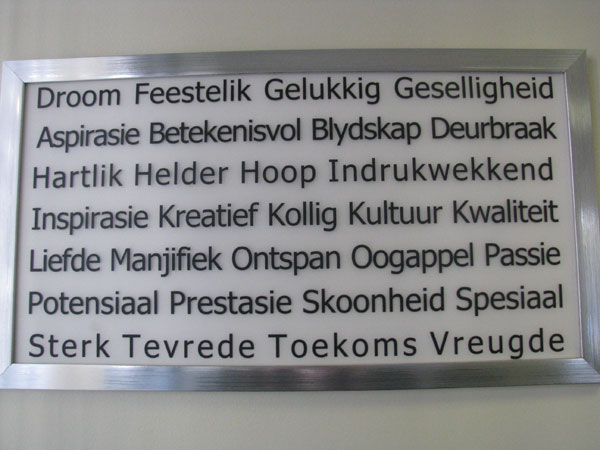 Droom Feestelik Gelukkig Geselligheid
Aspirasie Betekenisvol Blydskap Deurbraak
Hartlik Helder Hoop Indrukwekkend
Inspirasie Kreatief Kollig Kultuur Kwaliteit
Liefde Manjifiek Ontspan Oogappel Passie
Potensiaal Prestasie Skoonheid Spesiaal
Sterk Tevrede Toekoms Vreugde